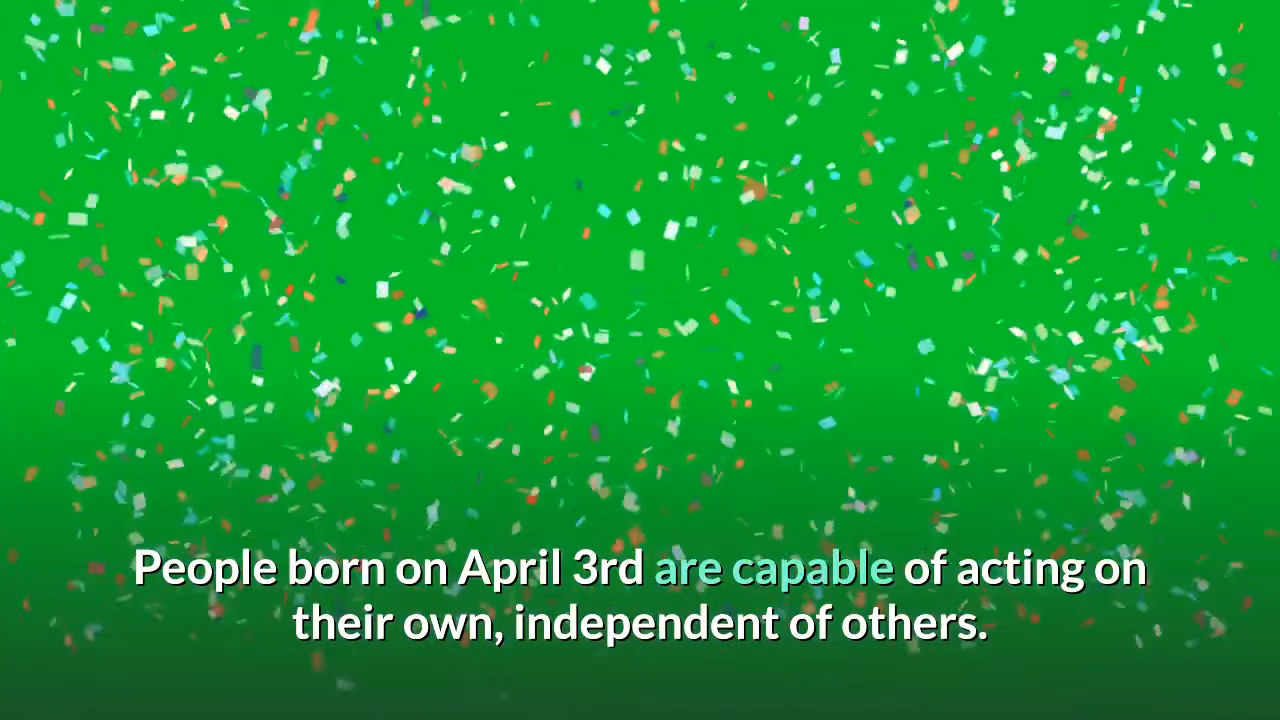 People born on April 3rd are capable of acting on
their own, independent of others.